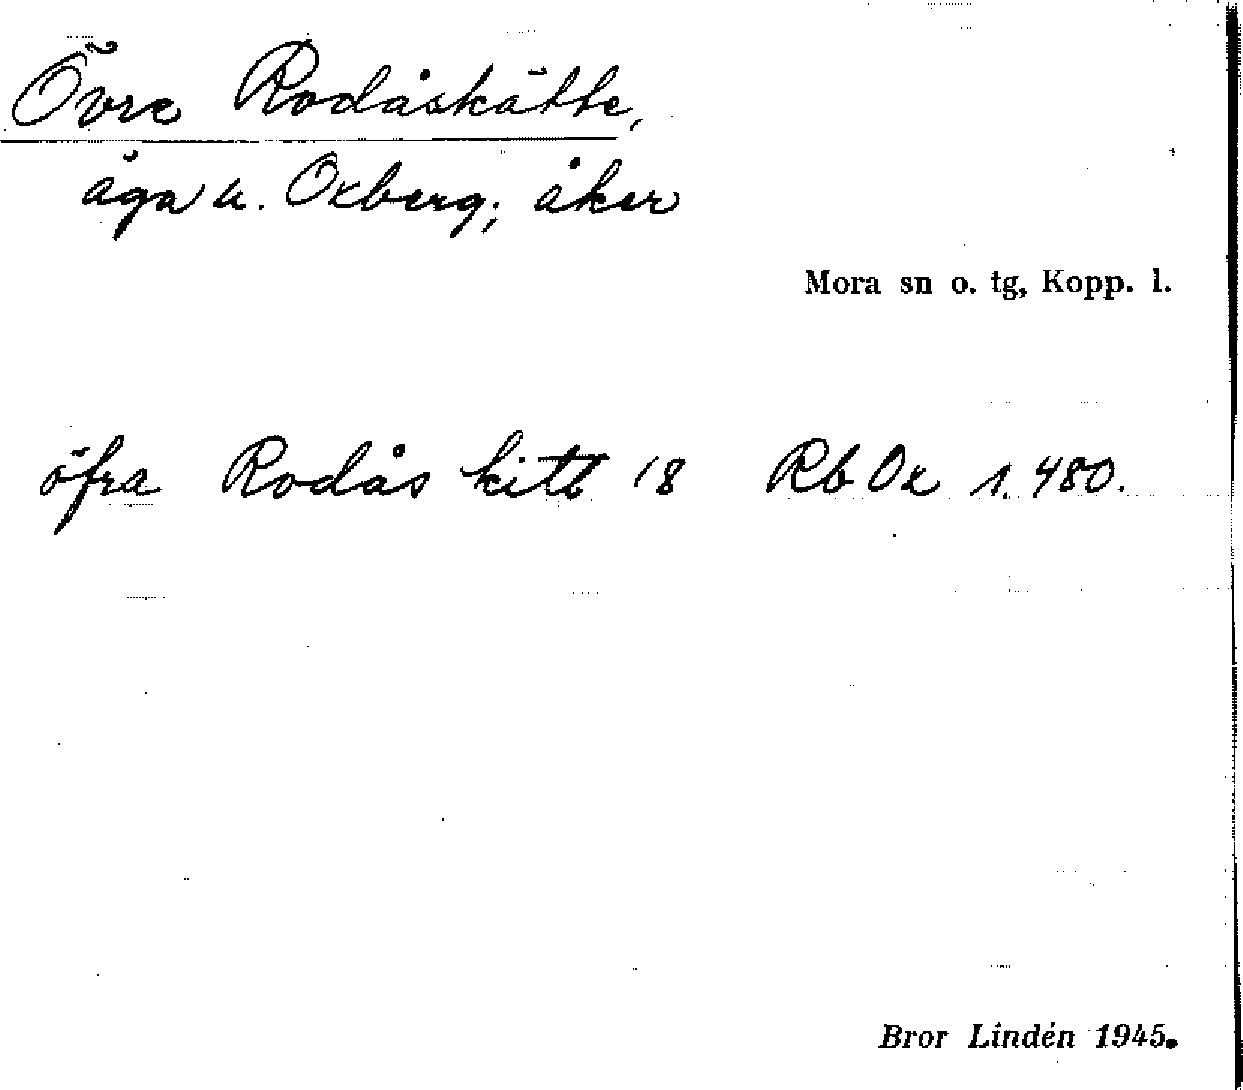 Övre Rodåskätte,
åga u. Oxberg; åker
Mora sn o. tg, Kopp. l.
öfra Rodås kitt 18 Rb Ox 1.480.
Bror Lindén 1945.